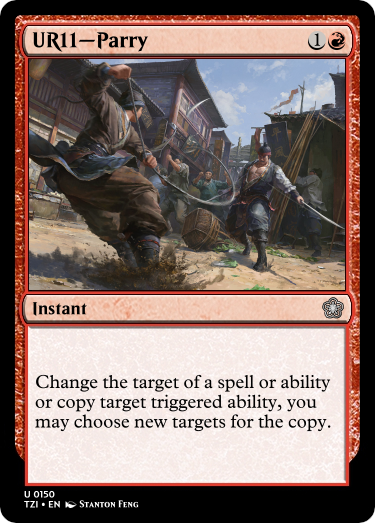 UR11—Parry 1
Instant
Change the target of a spell or ability
or copy target triggered ability, you
may choose new targets for the copy.
U 0150
TZI • EN STANTON FENG